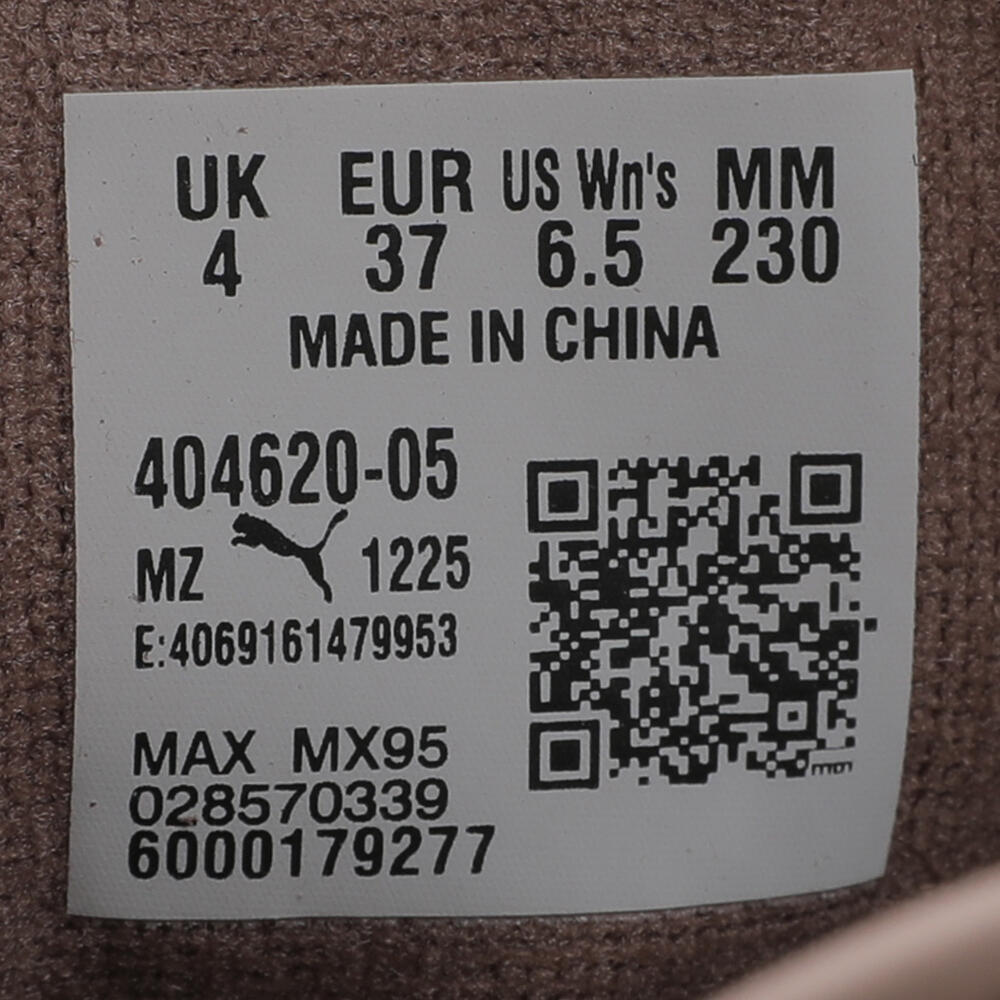 UK EUR US Wn's MM
4 37 6.5 230
MADE IN CHINA
404620-05
MZ 1225
E:4069161479953
MAX MX95
028570339
6000179277